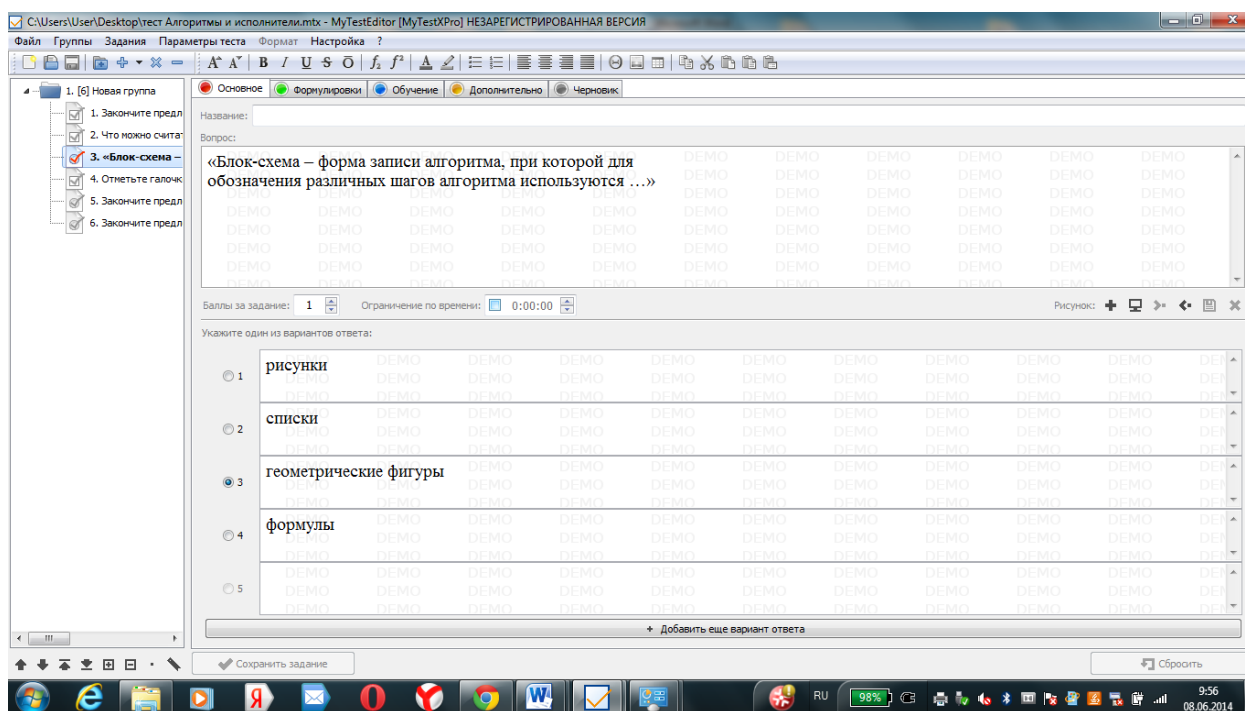 C:\Users\User\Desktop\тест Алгоритмы и исполнители.mtx - MyTestEditor [MyTestXPro] НЕЗАРЕГИСТРИРОВАННАЯ ВЕРСИЯ
Файл Группы Задания Параметры теста Формат Настройка ?
1. [6] Новая группа
1. Закончите предл
2. Что можно счита
3. «Блок-схема –
4. Отметьте галочк
5. Закончите предл
6. Закончите предл
Основное Формулировки Обучение Дополнительно Черновик
Название:
Вопрос:
«Блок-схема – форма записи алгоритма, при которой для
обозначения различных шагов алгоритма используются …»
Баллы за задание: 1 Ограничение по времени: 0:00:00 Рисунок:
Укажите один из вариантов ответа:
1 рисунки
2 списки
3 геометрические фигуры
4 формулы
5
+ Добавить еще вариант ответа
Сохранить задание Сбросить
RU 98% 9:56
08.06.2014